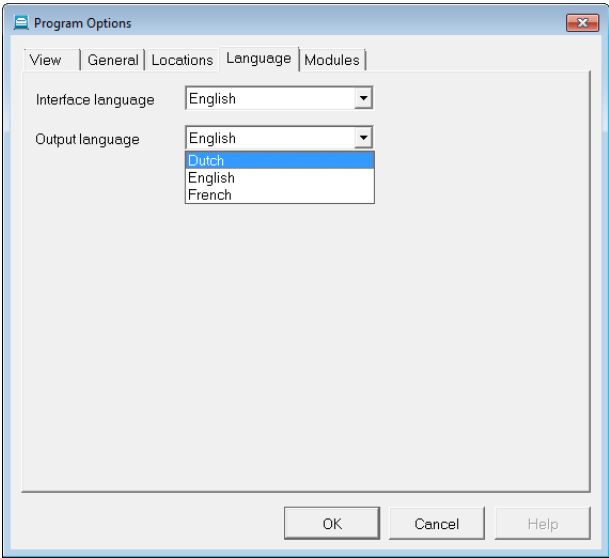 Program Options
View General Locations Language Modules
Interface language English
Output language English
Dutch
English
French
OK Cancel Help